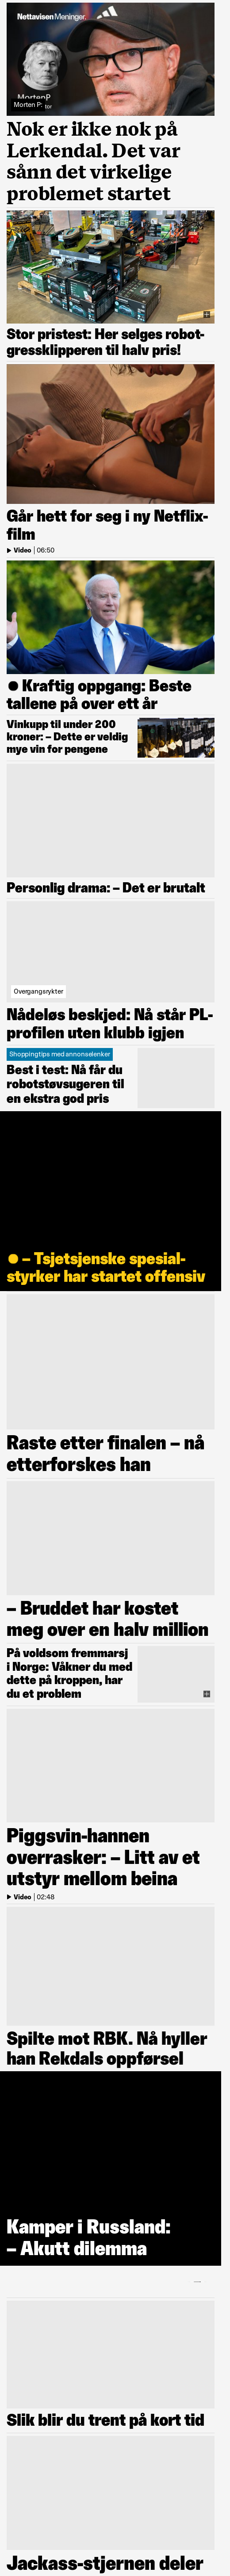 Nettavisen Meninger.
MortenP
Morten P:
tor
Nok er ikke nok på
Lerkendal. Det var
sånn det virkelige
problemet startet
Stor pristest: Her selges robot-
gressklipperen til halv pris!
Går hett for seg i ny Netflix-
film
Video | 06:50
Kraftig oppgang: Beste
tallene på over ett år
Vinkupp til under 200
kroner: – Dette er veldig
mye vin for pengene
Personlig drama: – Det er brutalt
Overgangsrykter
Nådeløs beskjed: Nå står PL-
profilen uten klubb igjen
Shoppingtips med annonselenker
Best i test: Nå får du
robotstøvsugeren til
en ekstra god pris
– Tsjetsjenske spesial-
styrker har startet offensiv
Raste etter finalen – nå
etterforskes han
– Bruddet har kostet
meg over en halv million
På voldsom fremmarsj
i Norge: Våkner du med
dette på kroppen, har
du et problem
Piggsvin-hannen
overrasker: – Litt av et
utstyr mellom beina
Video | 02:48
Spilte mot RBK. Nå hyller
han Rekdals oppførsel
Kamper i Russland:
– Akutt dilemma
Slik blir du trent på kort tid
Jackass-stjernen deler